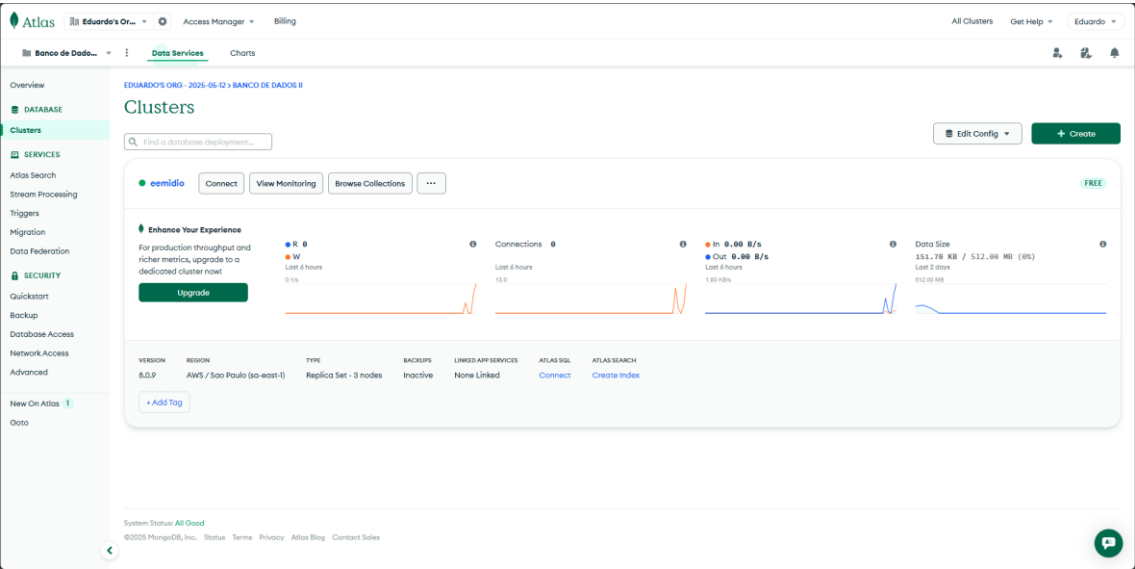 Atlas Eduardo's Or... Access Manager Billing All Clusters Get Help Eduardo
Banco de Dado... Data Services Charts
Overview
DATABASE
Clusters
SERVICES
Atlas Search
Stream Processing
Triggers
Migration
Data Federation
SECURITY
Quickstart
Backup
Database Access
Network Access
Advanced
New On Atlas 1
Goto
EDUARDO'S ORG - 2025-05-12 > BANCO DE DADOS II
Clusters
Find a database deployment...
Edit Config + Create
eemidio Connect View Monitoring Browse Collections ... FREE
Enhance Your Experience
For production throughput and
richer metrics, upgrade to a
dedicated cluster now!
Upgrade
R 0
W
Last 6 hours
0.1/s
Connections 0
Last 6 hours
13.0
In 0.00 B/s
Out 0.00 B/s
Last 6 hours
1.93 KB/s
Data Size
151.70 KB / 512.00 MB (0%)
Last 2 days
512.00 MB
VERSION REGION TYPE BACKUPS LINKED APP SERVICES ATLAS SQL ATLAS SEARCH
8.0.9 AWS / Sao Paulo (sa-east-1) Replica Set - 3 nodes Inactive None Linked Connect Create Index
+ Add Tag
System Status: All Good
©2025 MongoDB, Inc. Status Terms Privacy Atlas Blog Contact Sales